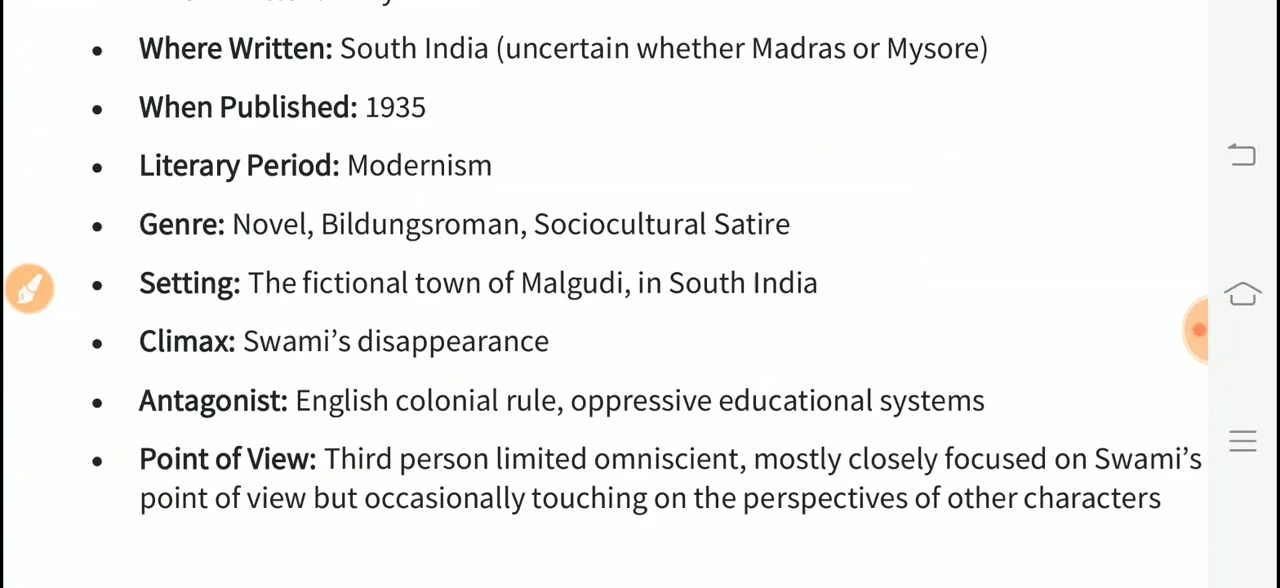 • Where Written: South India (uncertain whether Madras or Mysore)
• When Published: 1935
• Literary Period: Modernism
• Genre: Novel, Bildungsroman, Sociocultural Satire
• Setting: The fictional town of Malgudi, in South India
• Climax: Swami’s disappearance
• Antagonist: English colonial rule, oppressive educational systems
• Point of View: Third person limited omniscient, mostly closely focused on Swami’s
point of view but occasionally touching on the perspectives of other characters